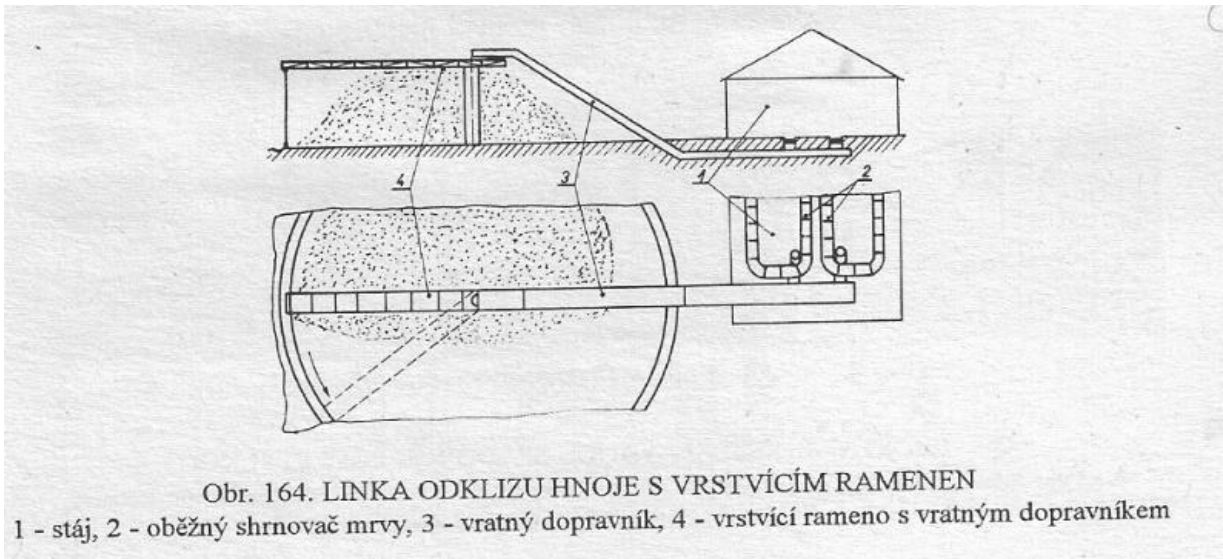 4
3
1
2
Obr. 164. LINKA ODKLIZU HNOJE S VRSTVÍCÍM RAMENEN
1 - stáj, 2 - oběžný shrnovač mrvy, 3 - vratný dopravník, 4 - vrstvící rameno s vratným dopravníkem